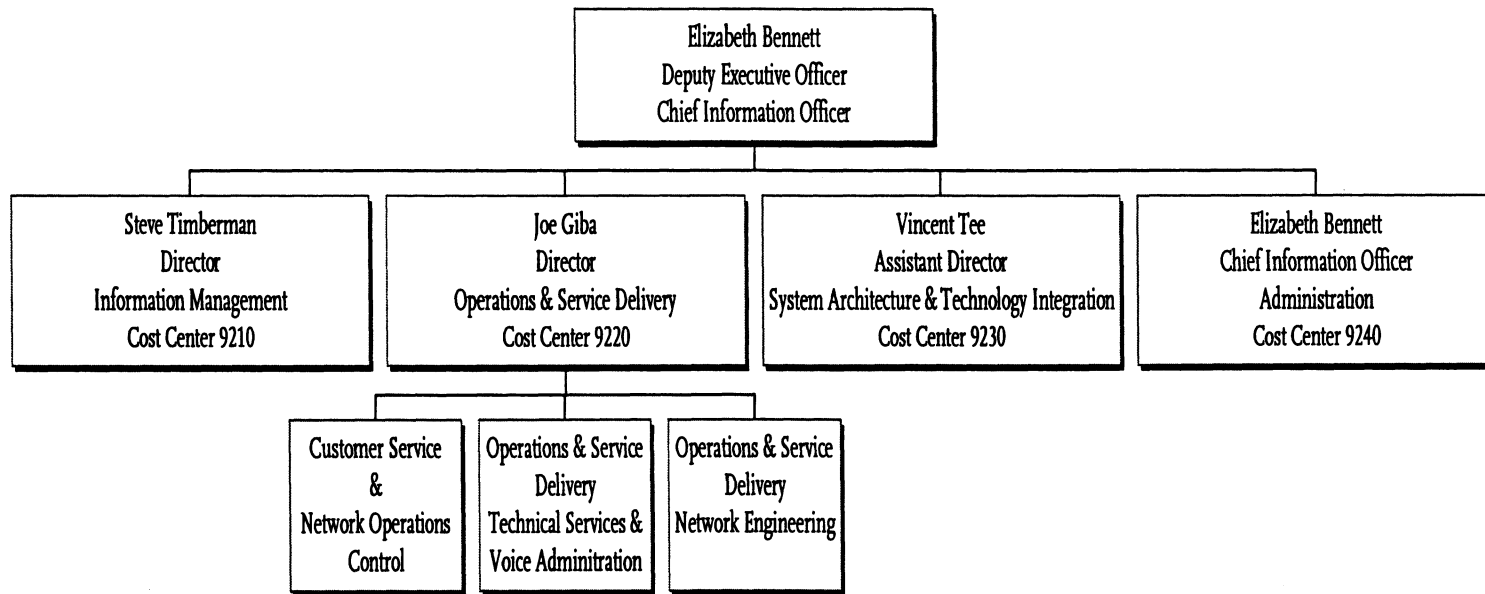 Elizabeth Bennett
Deputy Executive Officer
Chief Information Officer
Steve Timberman
Director
Information Management
Cost Center 9210
Joe Giba
Director
Operations & Service Delivery
Cost Center 9220
Vincent Tee
Assistant Director
System Architecture & Technology Integration
Cost Center 9230
Elizabeth Bennett
Chief Information Officer
Administration
Cost Center 9240
Customer Service
&
Network Operations
Control
Operations & Service
Delivery
Technical Services &
Voice Adminitration
Operations & Service
Delivery
Network Engineering